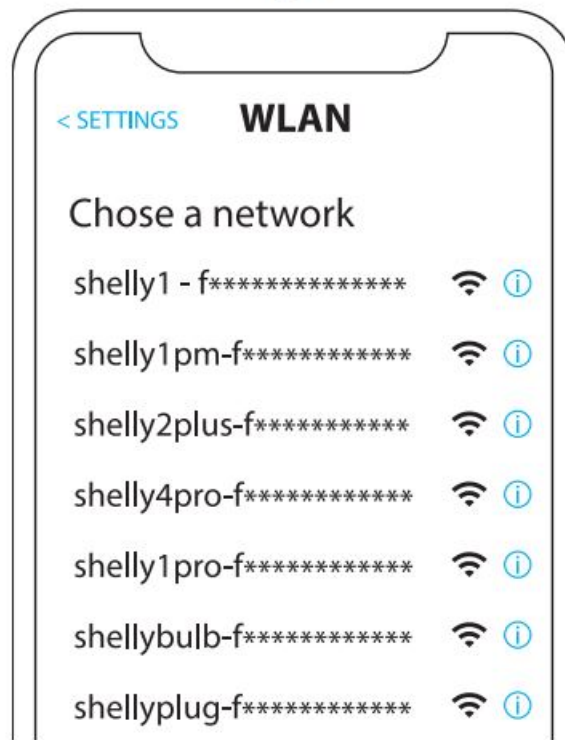 < SETTINGS WLAN
Chose a network
shelly1 - f**************
shelly1pm-f************
shelly2plus-f***********
shelly4pro-f************
shelly1pro-f************
shellybulb-f************
shellyplug-f************